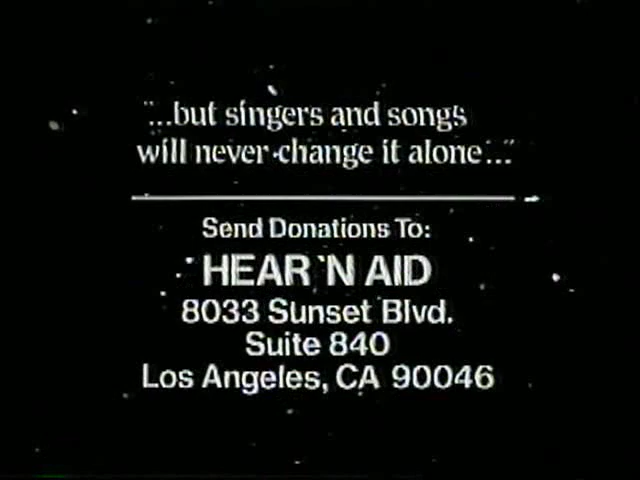 "...but singers and songs
will never change it alone..."
Send Donations To:
HEAR 'N AID
8033 Sunset Blvd.
Suite 840
Los Angeles, CA 90046